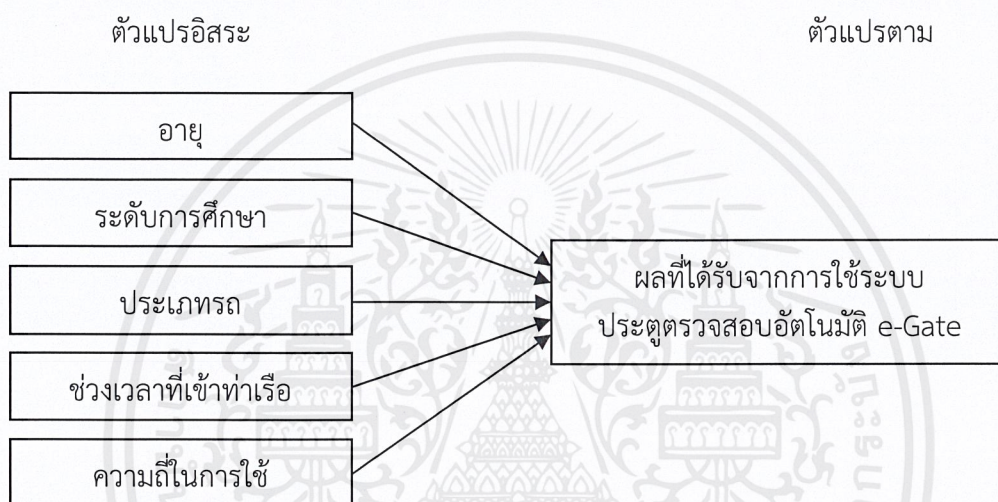 ตัวแปรอิสระ
ตัวแปรตาม
อายุ
ระดับการศึกษา
ประเภทรถ
ช่วงเวลาที่เข้าท่าเรือ
ความถี่ในการใช้
ผลที่ได้รับจากการใช้ระบบ
ประตูตรวจสอบอัตโนมัติ e-Gate